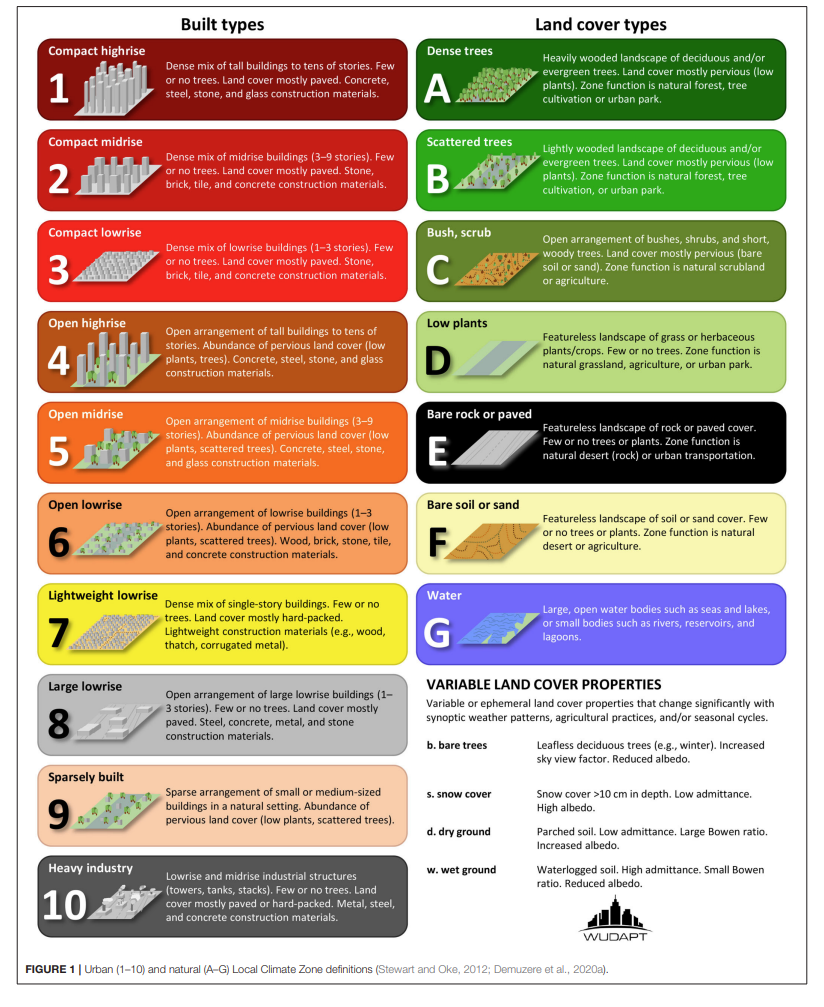 Built types
Compact highrise
1
Dense mix of tall buildings to tens of stories. Few
or no trees. Land cover mostly paved. Concrete,
steel, stone, and glass construction materials.
Compact midrise
2
Dense mix of midrise buildings (3–9 stories). Few
or no trees. Land cover mostly paved. Stone,
brick, tile, and concrete construction materials.
Compact lowrise
3
Dense mix of lowrise buildings (1–3 stories). Few
or no trees. Land cover mostly paved. Stone,
brick, tile, and concrete construction materials.
Open highrise
4
Open arrangement of tall buildings to tens of
stories. Abundance of pervious land cover (low
plants, trees). Concrete, steel, stone, and glass
construction materials.
Open midrise
5
Open arrangement of midrise buildings (3–9
stories). Abundance of pervious land cover (low
plants, scattered trees). Concrete, steel, stone,
and glass construction materials.
Open lowrise
6
Open arrangement of lowrise buildings (1–3
stories). Abundance of pervious land cover (low
plants, scattered trees). Wood, brick, stone, tile,
and concrete construction materials.
Lightweight lowrise
7
Dense mix of single-story buildings. Few or no
trees. Land cover mostly hard-packed.
Lightweight construction materials (e.g., wood,
thatch, corrugated metal).
Large lowrise
8
Open arrangement of large lowrise buildings (1–
3 stories). Few or no trees. Land cover mostly
paved. Steel, concrete, metal, and stone
construction materials.
Sparsely built
9
Sparse arrangement of small or medium-sized
buildings in a natural setting. Abundance of
pervious land cover (low plants, scattered trees).
Heavy industry
10
Lowrise and midrise industrial structures
(towers, tanks, stacks). Few or no trees. Land
cover mostly paved or hard-packed. Metal, steel,
and concrete construction materials.
Land cover types
Dense trees
A
Heavily wooded landscape of deciduous and/or
evergreen trees. Land cover mostly pervious (low
plants). Zone function is natural forest, tree
cultivation or urban park.
Scattered trees
B
Lightly wooded landscape of deciduous and/or
evergreen trees. Land cover mostly pervious (low
plants). Zone function is natural forest, tree
cultivation, or urban park.
Bush, scrub
C
Open arrangement of bushes, shrubs, and short,
woody trees. Land cover mostly pervious (bare
soil or sand). Zone function is natural scrubland
or agriculture.
Low plants
D
Featureless landscape of grass or herbaceous
plants/crops. Few or no trees. Zone function is
natural grassland, agriculture, or urban park.
Bare rock or paved
E
Featureless landscape of rock or paved cover.
Few or no trees or plants. Zone function is
natural desert (rock) or urban transportation.
Bare soil or sand
F
Featureless landscape of soil or sand cover. Few
or no trees or plants. Zone function is natural
desert or agriculture.
Water
G
Large, open water bodies such as seas and lakes,
or small bodies such as rivers, reservoirs, and
lagoons.
VARIABLE LAND COVER PROPERTIES
Variable or ephemeral land cover properties that change significantly with
synoptic weather patterns, agricultural practices, and/or seasonal cycles.
b. bare trees
Leafless deciduous trees (e.g., winter). Increased
sky view factor. Reduced albedo.
s. snow cover
Snow cover >10 cm in depth. Low admittance.
High albedo.
d. dry ground
Parched soil. Low admittance. Large Bowen ratio.
Increased albedo.
w. wet ground
Waterlogged soil. High admittance. Small Bowen
ratio. Reduced albedo.
WUDAPT
FIGURE 1 | Urban (1–10) and natural (A–G) Local Climate Zone definitions (Stewart and Oke, 2012; Demuzere et al., 2020a).